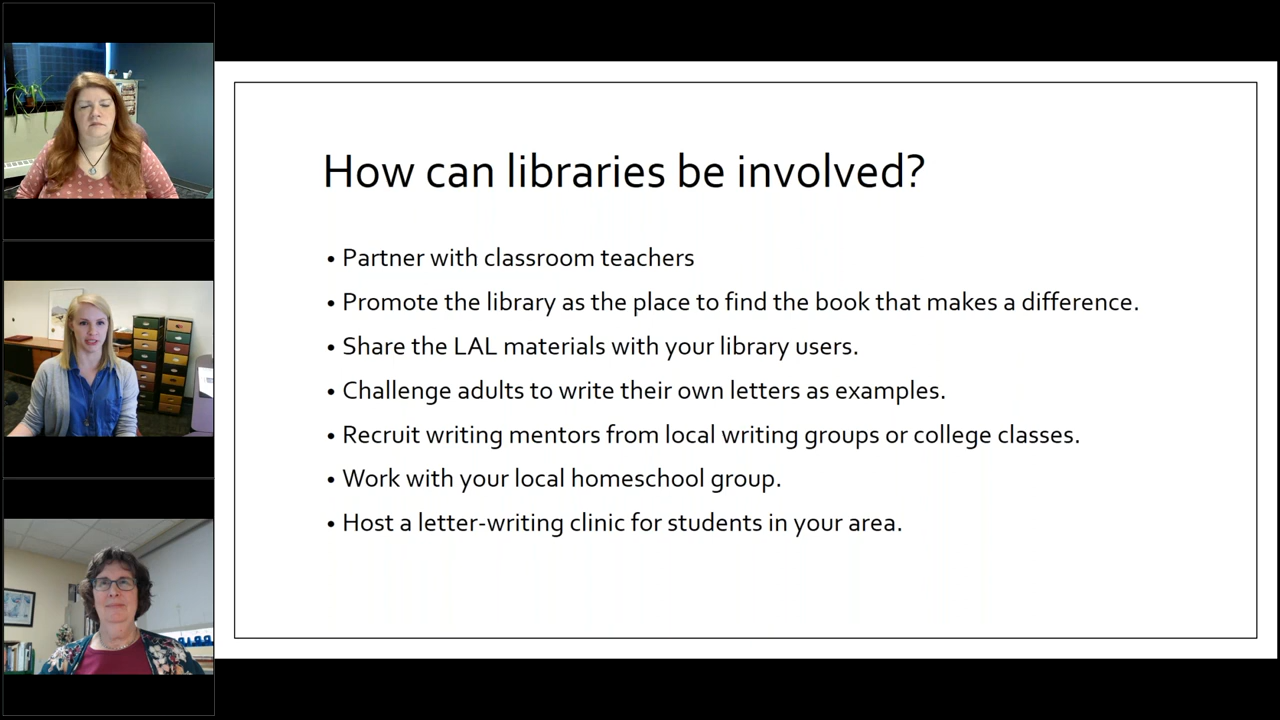 How can libraries be involved?
• Partner with classroom teachers
• Promote the library as the place to find the book that makes a difference.
• Share the LAL materials with your library users.
• Challenge adults to write their own letters as examples.
• Recruit writing mentors from local writing groups or college classes.
• Work with your local homeschool group.
• Host a letter-writing clinic for students in your area.